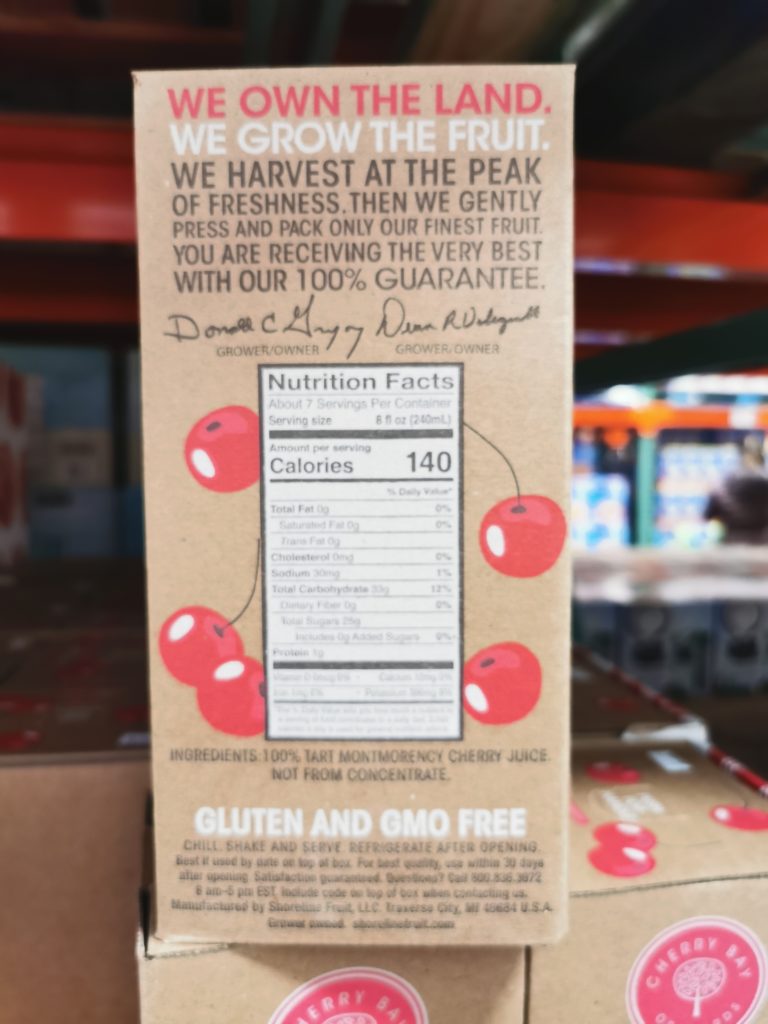 WE OWN THE LAND.
WE GROW THE FRUIT.
WE HARVEST AT THE PEAK
OF FRESHNESS. THEN WE GENTLY
PRESS AND PACK ONLY OUR FINEST FRUIT.
YOU ARE RECEIVING THE VERY BEST
WITH OUR 100% GUARANTEE.
GROWER/OWNER GROWER/OWNER
Nutrition Facts
About 7 Servings Per Container
Serving size 8 fl oz (240mL)
Amount per serving
Calories 140
% Daily Value*
Total Fat 0g 0%
Saturated Fat 0g 0%
Trans Fat 0g
Cholesterol 0mg 0%
Sodium 30mg 1%
Total Carbohydrate 33g 12%
Dietary Fiber 0g 0%
Total Sugars 25g
Includes 0g Added Sugars 0%
Protein 1g
INGREDIENTS: 100% TART MONTMORENCY CHERRY JUICE.
NOT FROM CONCENTRATE.
GLUTEN AND GMO FREE
CHILL, SHAKE AND SERVE. REFRIGERATE AFTER OPENING.
Best if used by date on top of box. For best quality, use within 30 days
after opening. Satisfaction guaranteed. Questions? Call
8 am-5 pm EST. Include code on top of box when contacting us.
Manufactured by Shoreline Fruit, LLC. Traverse City, MI 49684 U.S.A.
Grower owned. shorelinefruit.com
CHERRY BAY
CHERRY BAY